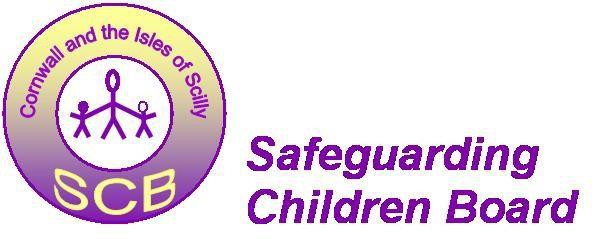 Cornwall and the Isles of Scilly
SCB
Safeguarding
Children Board